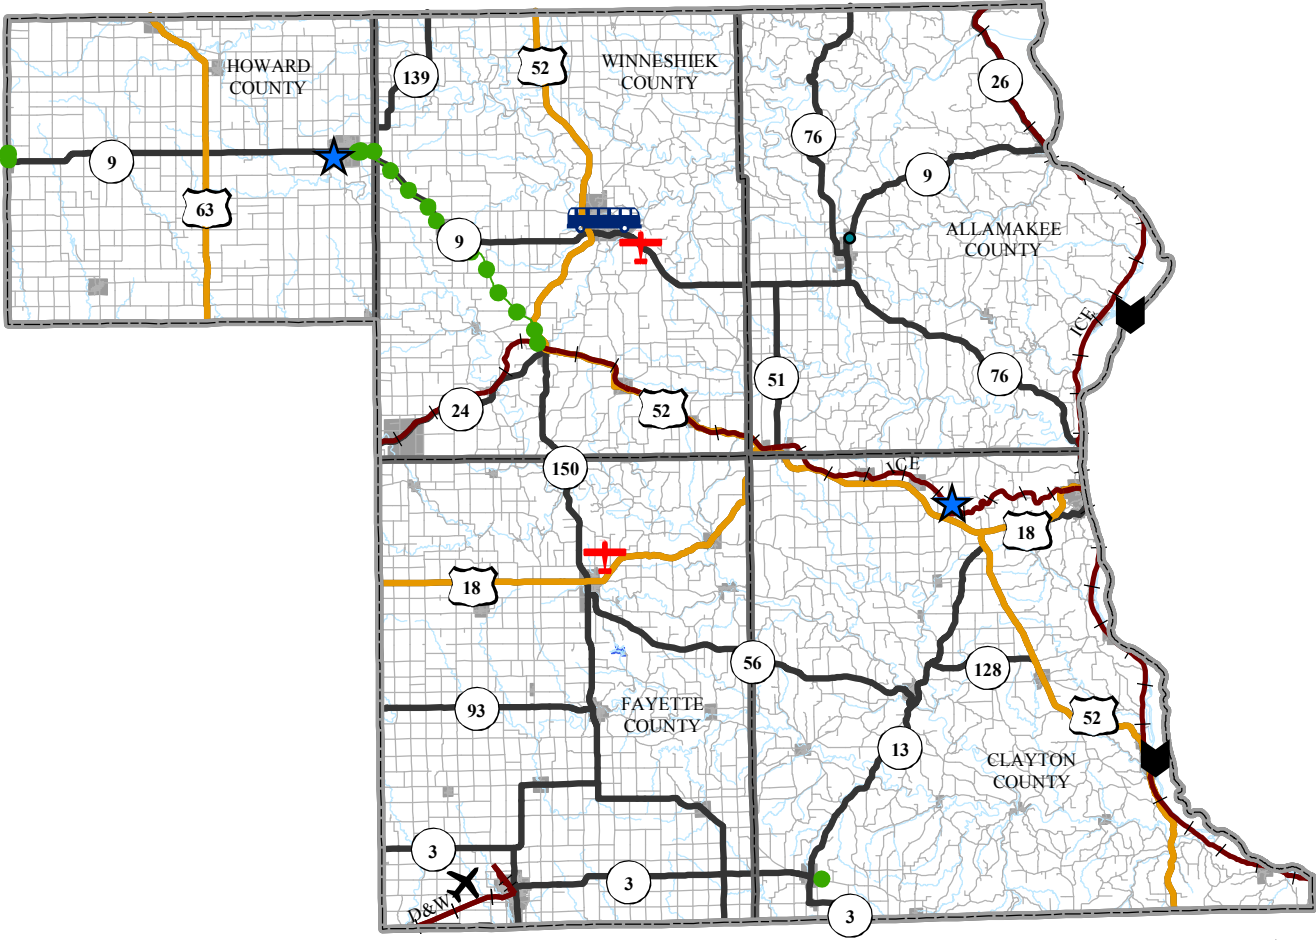 26
139
52
WINNESHIEK
COUNTY
HOWARD
COUNTY
76
9
9
63
9
ALLAMAKEE
COUNTY
ICE
76
51
24
52
150
ICE
18
18
56
128
93
FAYETTE
COUNTY
52
13
CLAYTON
COUNTY
3
3
D&W
3